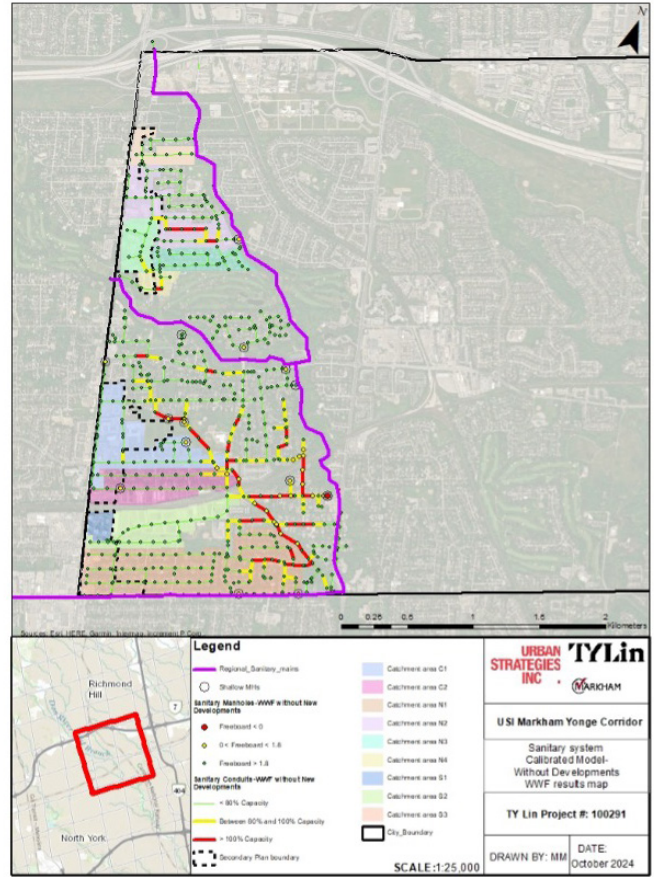 N
0 0.25 0.5 1 1.5 2
Kilometers
Sources: Esri, HERE, Garmin, Intermap, increment P Corp
Richmond
Hill
7
404
North York
Legend
Regional_Sanitary_mains
Shallow MHs
Sanitary Manholes-WWF without New
Developments
Freeboard < 0
0 < Freeboard < 1.8
Freeboard > 1.8
Sanitary Conduits-WWF without New
Developments
Between 80% and 100% Capacity
> 100% Capacity
Secondary Plan boundary
Catchment area C1
Catchment area C2
Catchment area N1
Catchment area N2
Catchment area N3
Catchment area N4
Catchment area S1
Catchment area S2
Catchment area S3
City_Boundary
SCALE:1:25,000
URBAN
STRATEGIES
INC
TYLin
MARKHAM
USI Markham Yonge Corridor
Sanitary system
Calibrated Model-
Without Developments
WWF results map
TY Lin Project #: 100291
DRAWN BY: MM
DATE:
October 2024